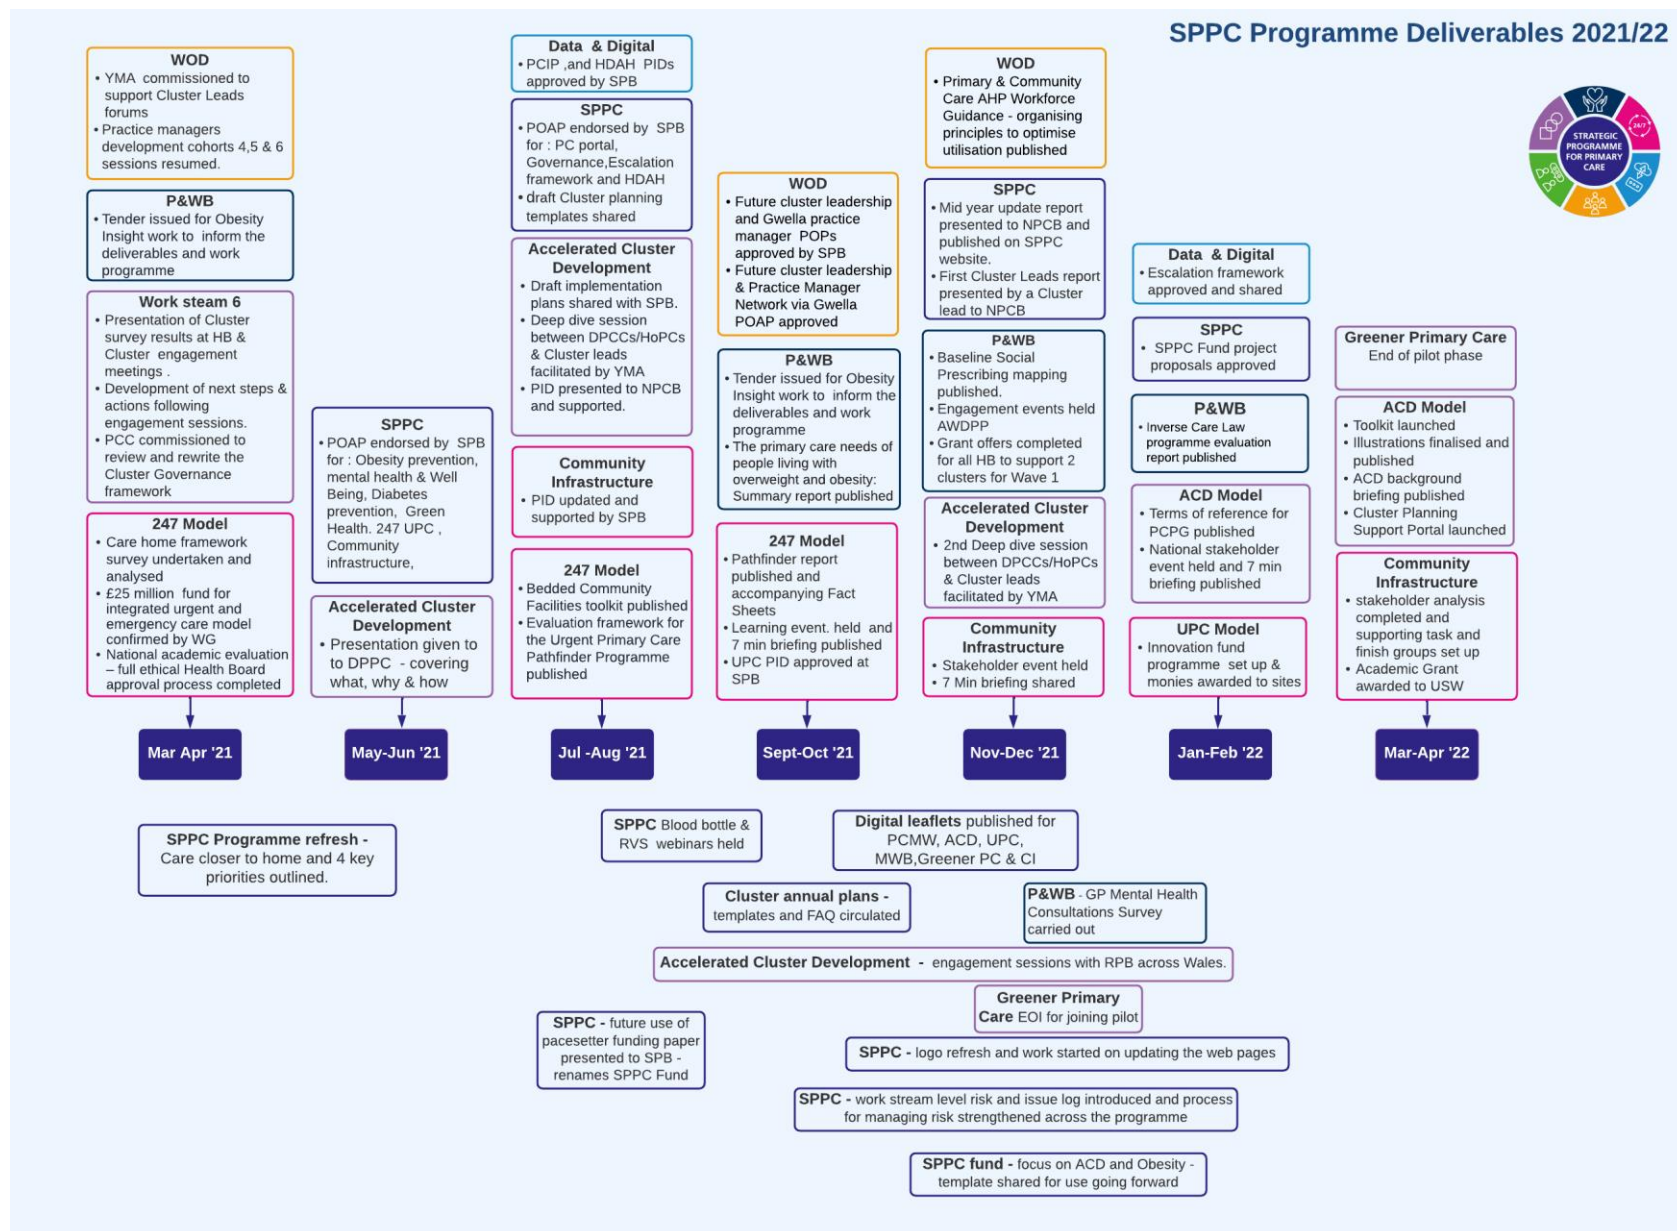 SPPC Programme Deliverables 2021/22
STRATEGIC
PROGRAMME
FOR PRIMARY
CARE
24/7
WOD
• YMA commissioned to
support Cluster Leads
forums
• Practice managers
development cohorts 4,5 & 6
sessions resumed.
P&WB
• Tender issued for Obesity
Insight work to inform the
deliverables and work
programme
Work steam 6
• Presentation of Cluster
survey results at HB &
Cluster engagement
meetings .
• Development of next steps &
actions following
engagement sessions.
• PCC commissioned to
review and rewrite the
Cluster Governance
framework
247 Model
• Care home framework
survey undertaken and
analysed
• £25 million fund for
integrated urgent and
emergency care model
confirmed by WG
• National academic evaluation
– full ethical Health Board
approval process completed
Mar Apr '21
SPPC
• POAP endorsed by SPB
for : Obesity prevention,
mental health & Well
Being, Diabetes
prevention, Green
Health. 247 UPC ,
Community
infrastructure,
Accelerated Cluster
Development
• Presentation given to
to DPPC - covering
what, why & how
May-Jun '21
Data & Digital
• PCIP ,and HDAH PIDs
approved by SPB
SPPC
• POAP endorsed by SPB
for : PC portal,
Governance,Escalation
framework and HDAH
• draft Cluster planning
templates shared
Accelerated Cluster
Development
• Draft implementation
plans shared with SPB.
• Deep dive session
between DPCCs/HoPCs
& Cluster leads
facilitated by YMA
• PID presented to NPCB
and supported.
Community
Infrastructure
• PID updated and
supported by SPB
247 Model
• Bedded Community
Facilities toolkit published
• Evaluation framework for
the Urgent Primary Care
Pathfinder Programme
published
Jul -Aug '21
WOD
• Future cluster leadership
and Gwella practice
manager POPs
approved by SPB
• Future cluster leadership
& Practice Manager
Network via Gwella
POAP approved
P&WB
• Tender issued for Obesity
Insight work to inform the
deliverables and work
programme
• The primary care needs of
people living with
overweight and obesity:
Summary report published
247 Model
• Pathfinder report
published and
accompanying Fact
Sheets
• Learning event. held and
7 min briefing published
• UPC PID approved at
SPB
Sept-Oct '21
WOD
• Primary & Community
Care AHP Workforce
Guidance - organising
principles to optimise
utilisation published
SPPC
• Mid year update report
presented to NPCB and
published on SPPC
website.
• First Cluster Leads report
presented by a Cluster
lead to NPCB
P&WB
• Baseline Social
Prescribing mapping
published.
• Engagement events held
AWDPP
• Grant offers completed
for all HB to support 2
clusters for Wave 1
Accelerated Cluster
Development
• 2nd Deep dive session
between DPCCs/HoPCs
& Cluster leads
facilitated by YMA
Community
Infrastructure
• Stakeholder event held
• 7 Min briefing shared
Nov-Dec '21
Data & Digital
• Escalation framework
approved and shared
SPPC
• SPPC Fund project
proposals approved
P&WB
• Inverse Care Law
programme evaluation
report published
ACD Model
• Terms of reference for
PCPG published
• National stakeholder
event held and 7 min
briefing published
UPC Model
• Innovation fund
programme set up &
monies awarded to sites
Jan-Feb '22
Greener Primary Care
End of pilot phase
ACD Model
• Toolkit launched
• Illustrations finalised and
published
• ACD background
briefing published
• Cluster Planning
Support Portal launched
Community
Infrastructure
• stakeholder analysis
completed and
supporting task and
finish groups set up
• Academic Grant
awarded to USW
Mar-Apr '22
SPPC Programme refresh -
Care closer to home and 4 key
priorities outlined.
SPPC Blood bottle &
RVS webinars held
Digital leaflets published for
PCMW, ACD, UPC,
MWB,Greener PC & CI
Cluster annual plans -
templates and FAQ circulated
P&WB - GP Mental Health
Consultations Survey
carried out
Accelerated Cluster Development - engagement sessions with RPB across Wales.
Greener Primary
Care EOI for joining pilot
SPPC - future use of
pacesetter funding paper
presented to SPB -
renames SPPC Fund
SPPC - logo refresh and work started on updating the web pages
SPPC - work stream level risk and issue log introduced and process
for managing risk strengthened across the programme
SPPC fund - focus on ACD and Obesity -
template shared for use going forward